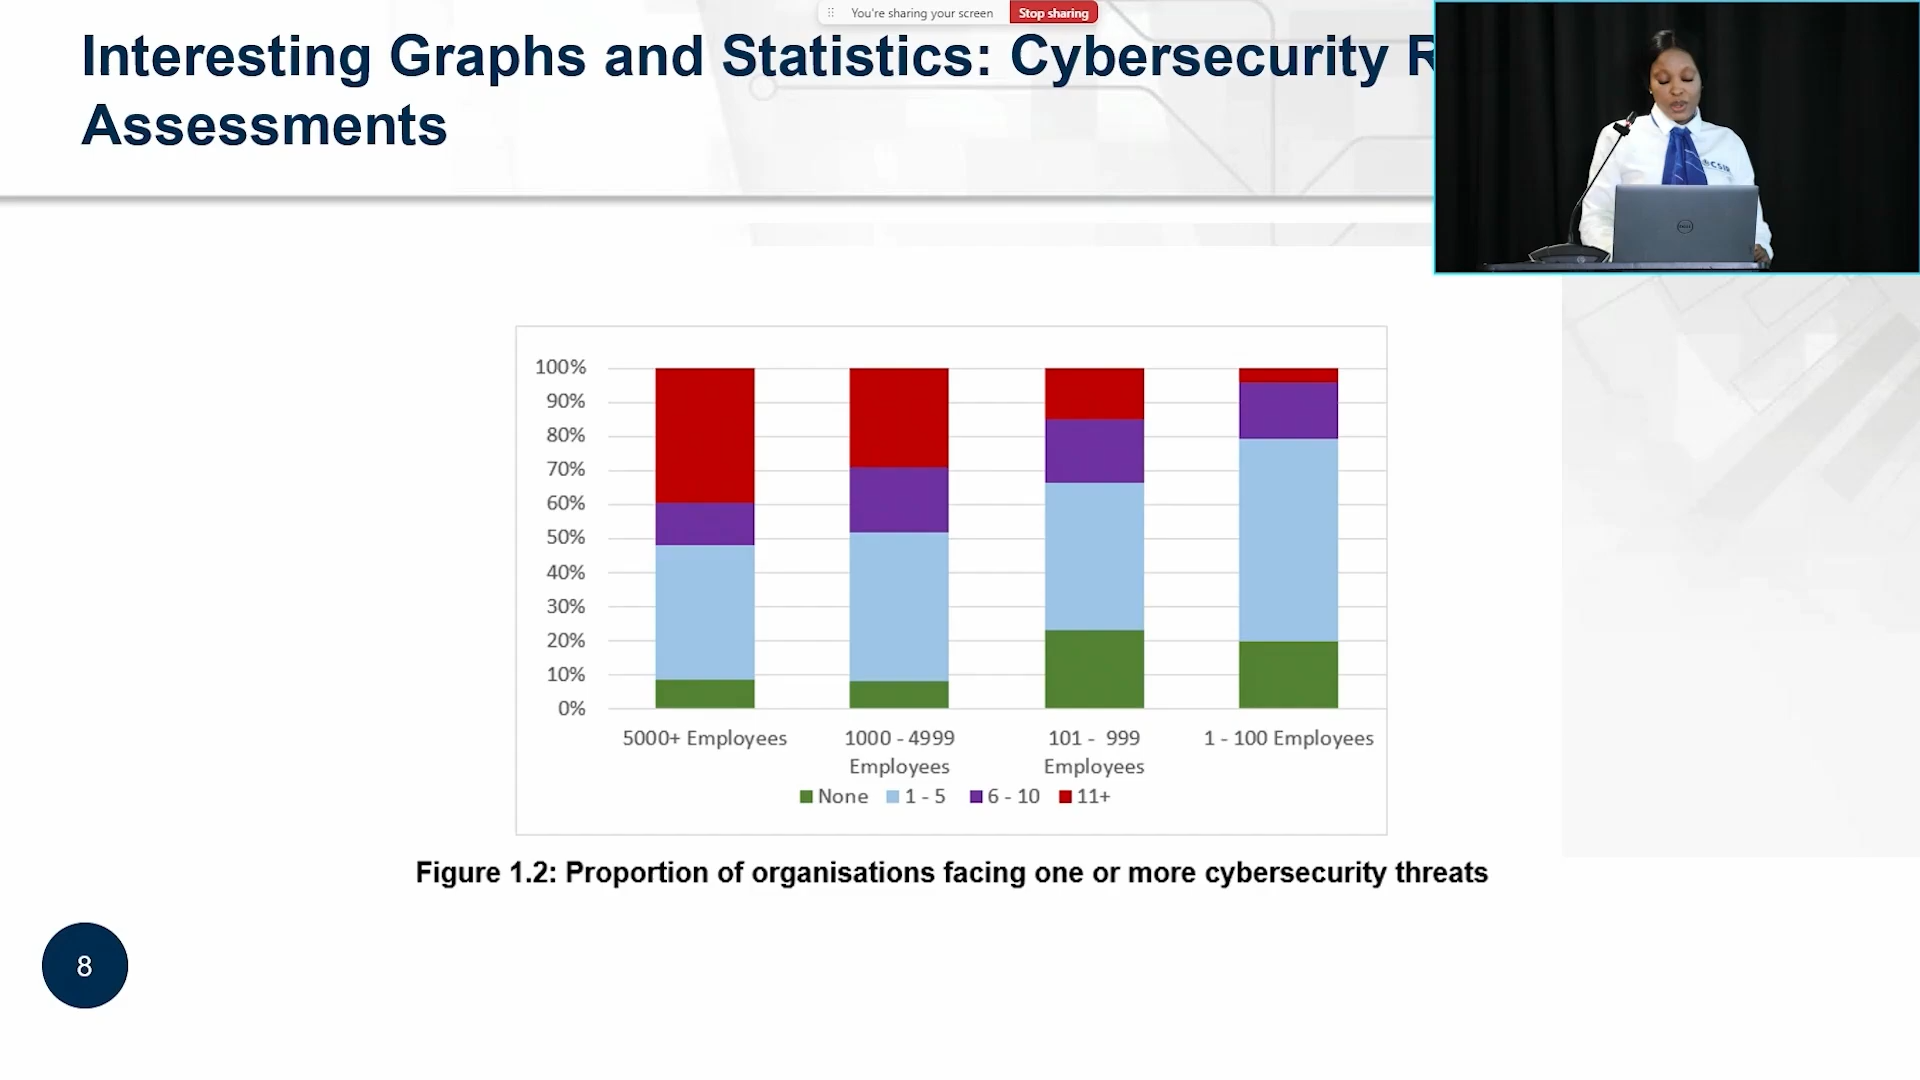 You're sharing your screen
Stop sharing
Interesting Graphs and Statistics: Cybersecurity
Assessments
CSIR
DELL
100%
90%
80%
70%
60%
50%
40%
30%
20%
10%
0%
5000+ Employees
1000 - 4999
Employees
101 - 999
Employees
1 - 100 Employees
None
1 - 5
6 - 10
11+
Figure 1.2: Proportion of organisations facing one or more cybersecurity threats
8